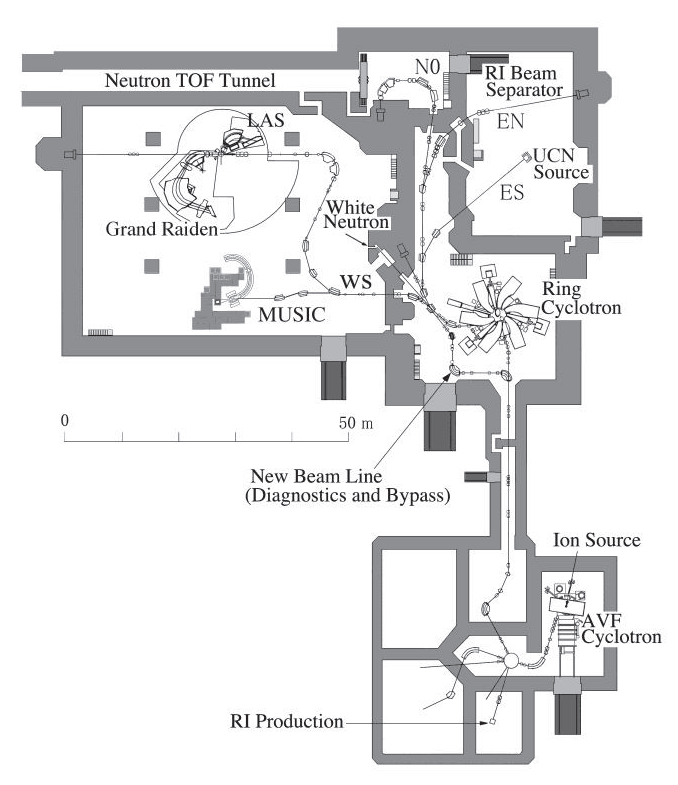 N0
Neutron TOF Tunnel
RI Beam
Separator
LAS
EN
UCN
Source
ES
White
Neutron
Grand Raiden
WS
Ring
Cyclotron
MUSIC
0
50 m
New Beam Line
(Diagnostics and Bypass)
Ion Source
AVF
Cyclotron
RI Production